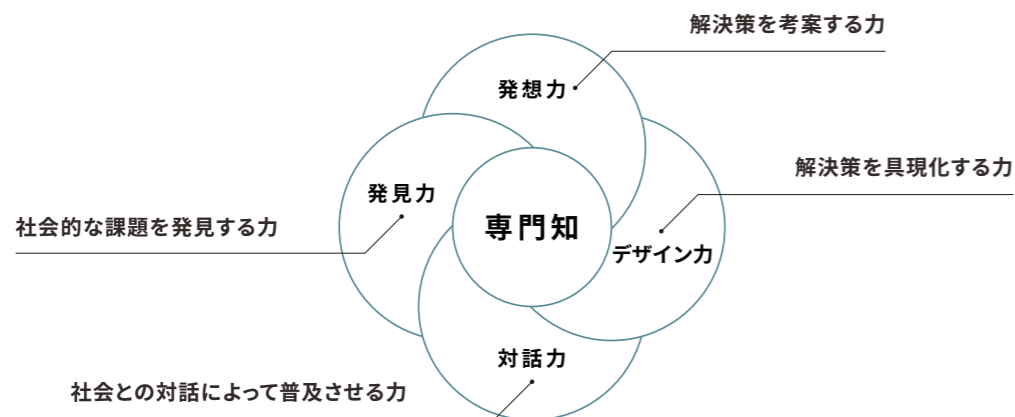 解決策を考案する力
発想力
解決策を具現化する力
発見力
社会的な課題を発見する力
専門知
デザイン力
対話力
社会との対話によって普及させる力